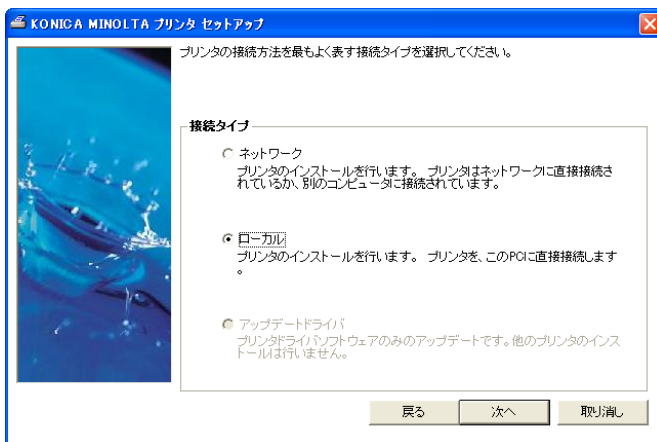 KONICA MINOLTA プリンタ セットアップ
プリンタの接続方法を最もよく表す接続タイプを選択してください。
接続タイプ
ネットワーク
プリンタのインストールを行います。 プリンタはネットワークに直接接続さ
れているか、別のコンピュータに接続されています。
ローカル
プリンタのインストールを行います。 プリンタを、このPCに直接接続します
。
アップデートドライバ
プリンタドライバソフトウェアのみのアップデートです。他のプリンタのインス
トールは行いません。
戻る 次へ 取り消し